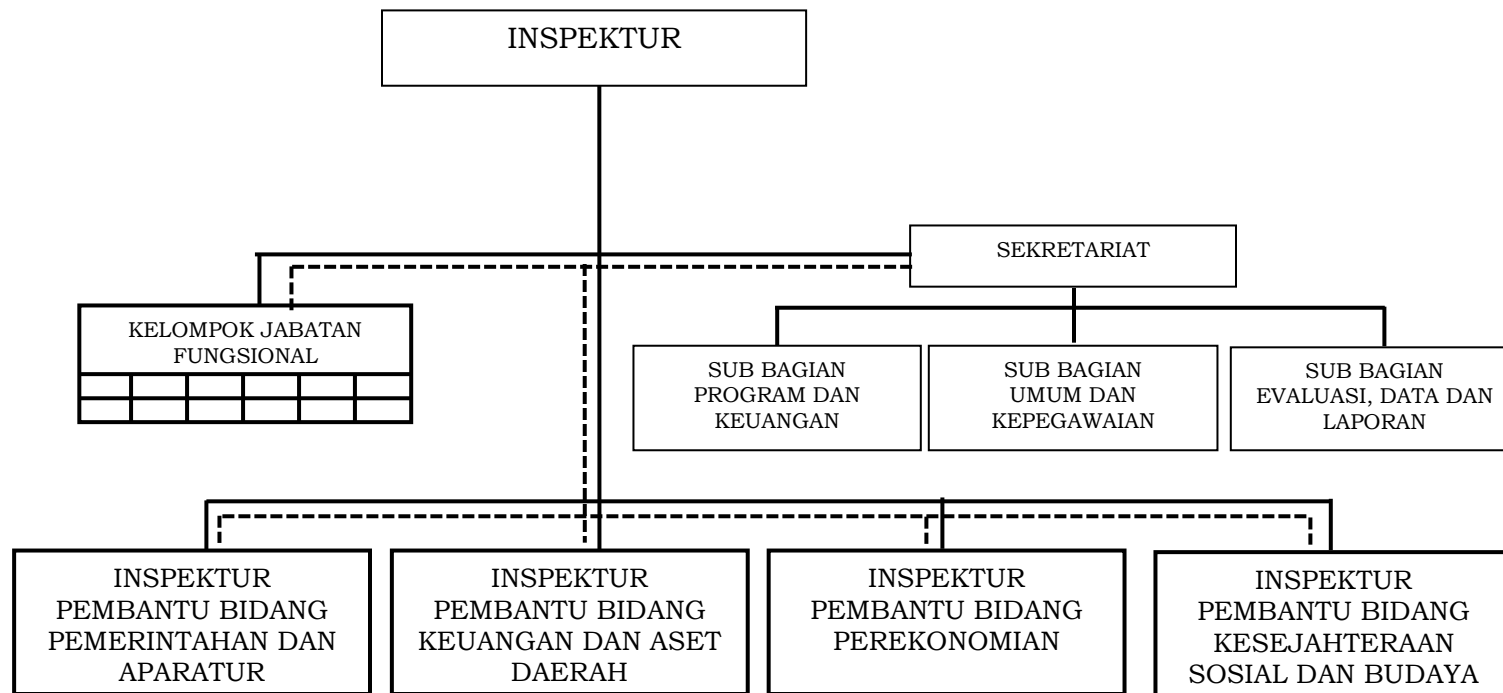 INSPEKTUR
SEKRETARIAT
KELOMPOK JABATAN
FUNGSIONAL
SUB BAGIAN
PROGRAM DAN
KEUANGAN
SUB BAGIAN
UMUM DAN
KEPEGAWAIAN
SUB BAGIAN
EVALUASI, DATA DAN
LAPORAN
INSPEKTUR
PEMBANTU BIDANG
PEMERINTAHAN DAN
APARATUR
INSPEKTUR
PEMBANTU BIDANG
KEUANGAN DAN ASET
DAERAH
INSPEKTUR
PEMBANTU BIDANG
PEREKONOMIAN
INSPEKTUR
PEMBANTU BIDANG
KESEJAHTERAAN
SOSIAL DAN BUDAYA